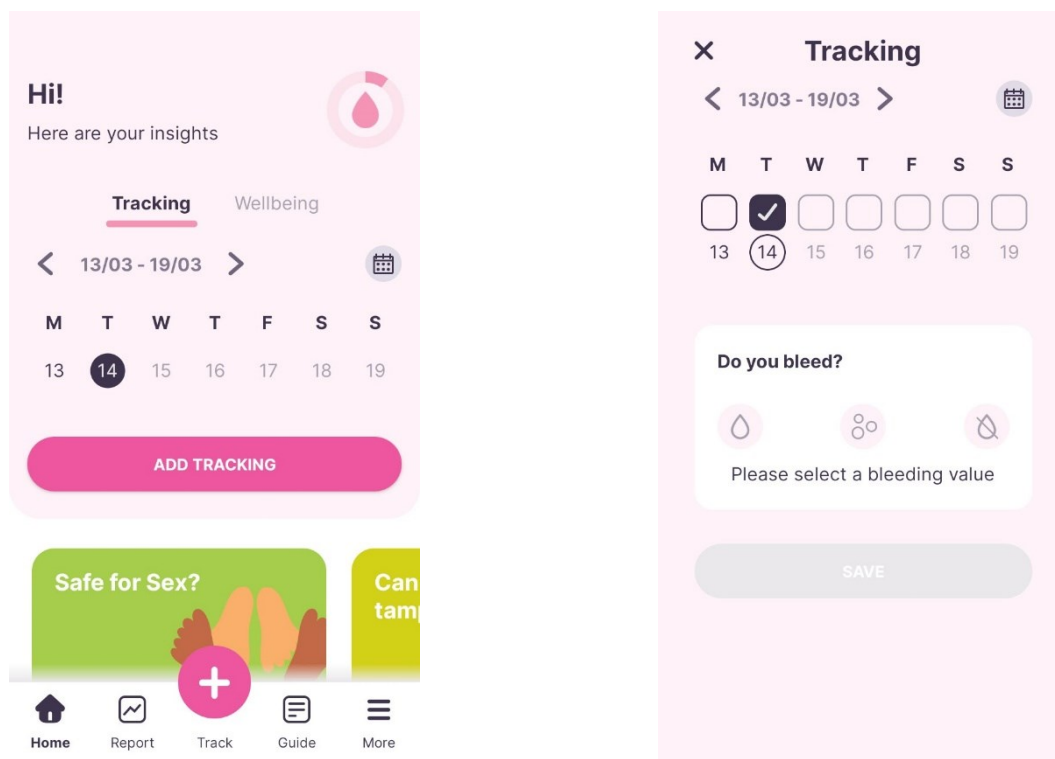 Hi!
Here are your insights
Tracking Wellbeing
13/03 - 19/03
M T W T F S S
13 14 15 16 17 18 19
ADD TRACKING
Safe for Sex?
Can
Home Report Track Guide More
Tracking
13/03 - 19/03
M T W T F S S
13 14 15 16 17 18 19
Do you bleed?
Please select a bleeding value
SAVE